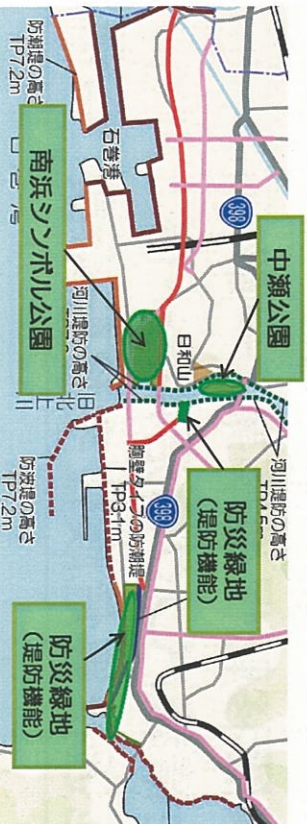 中瀬公園
398
河川堤防の高さ
TP4.5m
防災緑地
(堤防機能)
石巻港
防潮堤の高さ
TP7.2m
南浜シンボル公園
日和山
河川堤防の高さ
旧北上川
398
胸壁タイプの防潮堤
TP3.1m
防波堤の高さ
TP7.2m
防災緑地
(堤防機能)